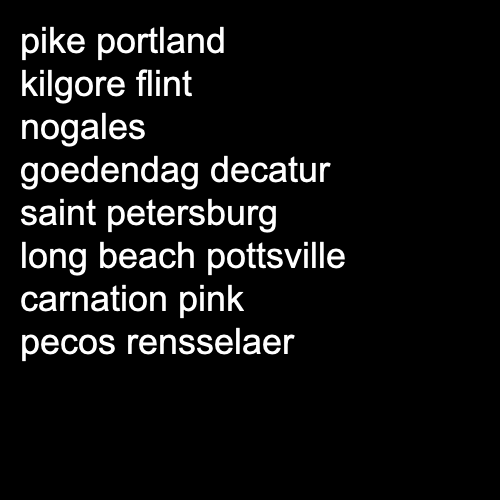 pike portland
kilgore flint
nogales
goedendag decatur
saint petersburg
long beach pottsville
carnation pink
pecos rensselaer